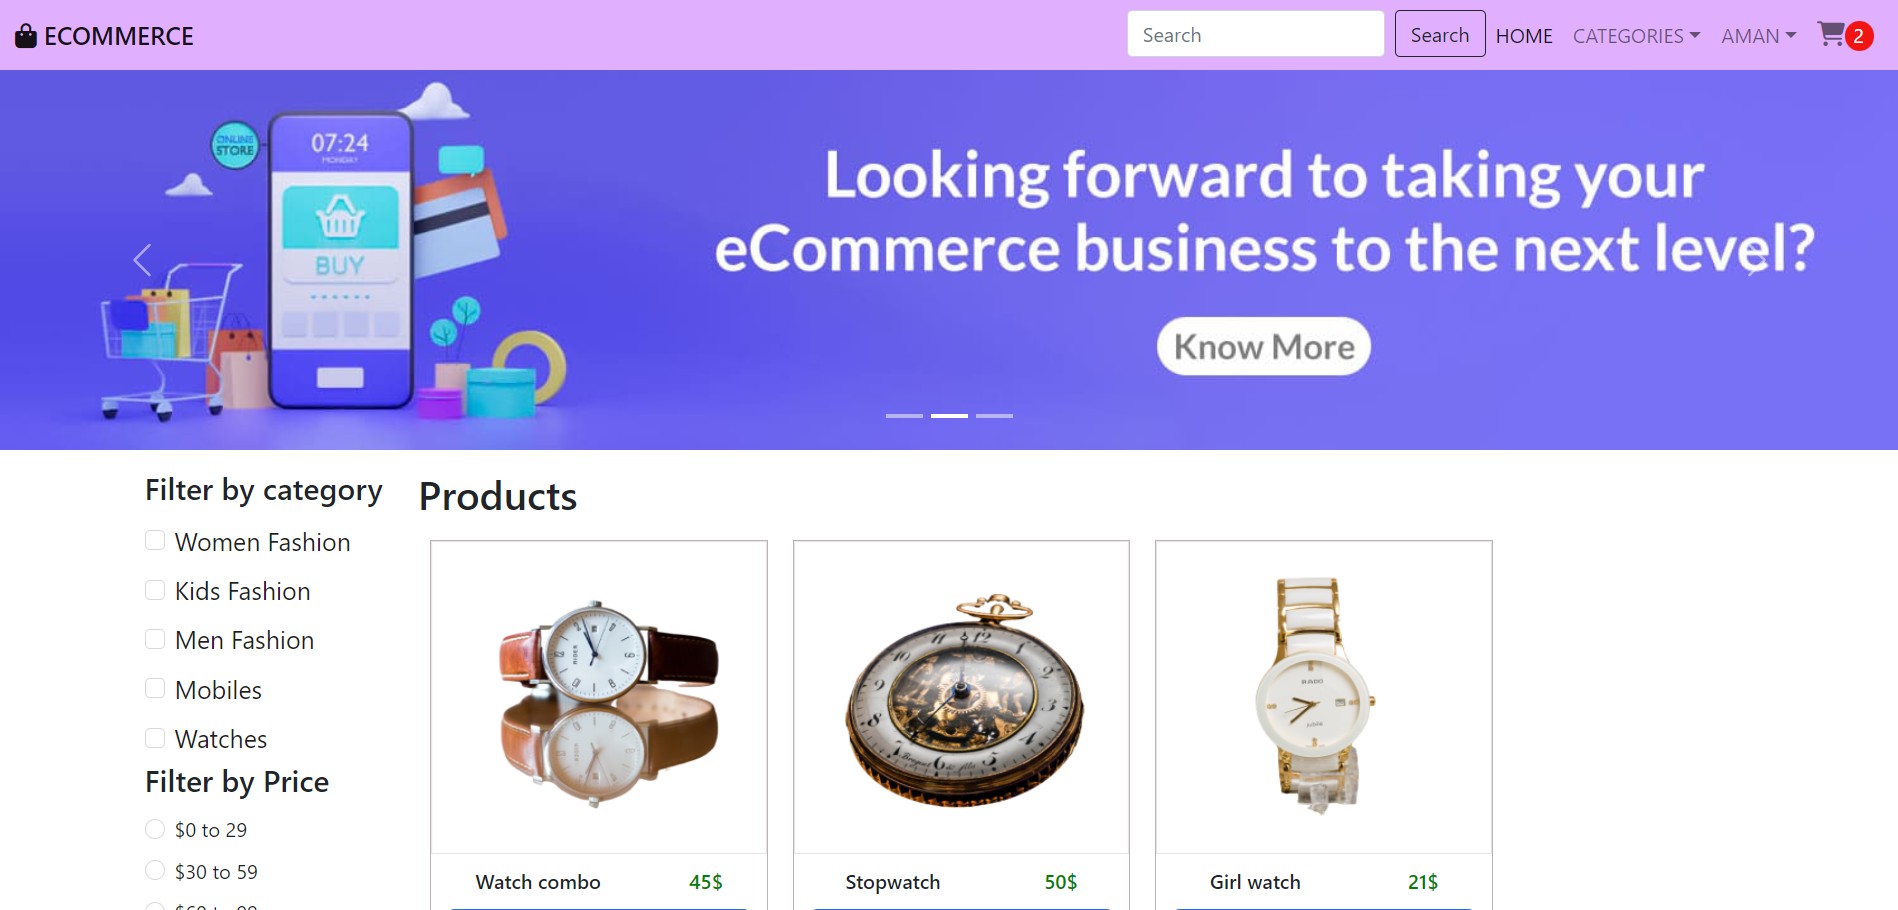 ECOMMERCE
Search
Search
HOME
CATEGORIES
AMAN
2
ONLINE
STORE
07:24
MONDAY
BUY
Looking forward to taking your
eCommerce business to the next level?
Know More
Filter by category
Women Fashion
Kids Fashion
Men Fashion
Mobiles
Watches
Filter by Price
$0 to 29
$30 to 59
Products
Watch combo 45$
Stopwatch 50$
Girl watch 21$